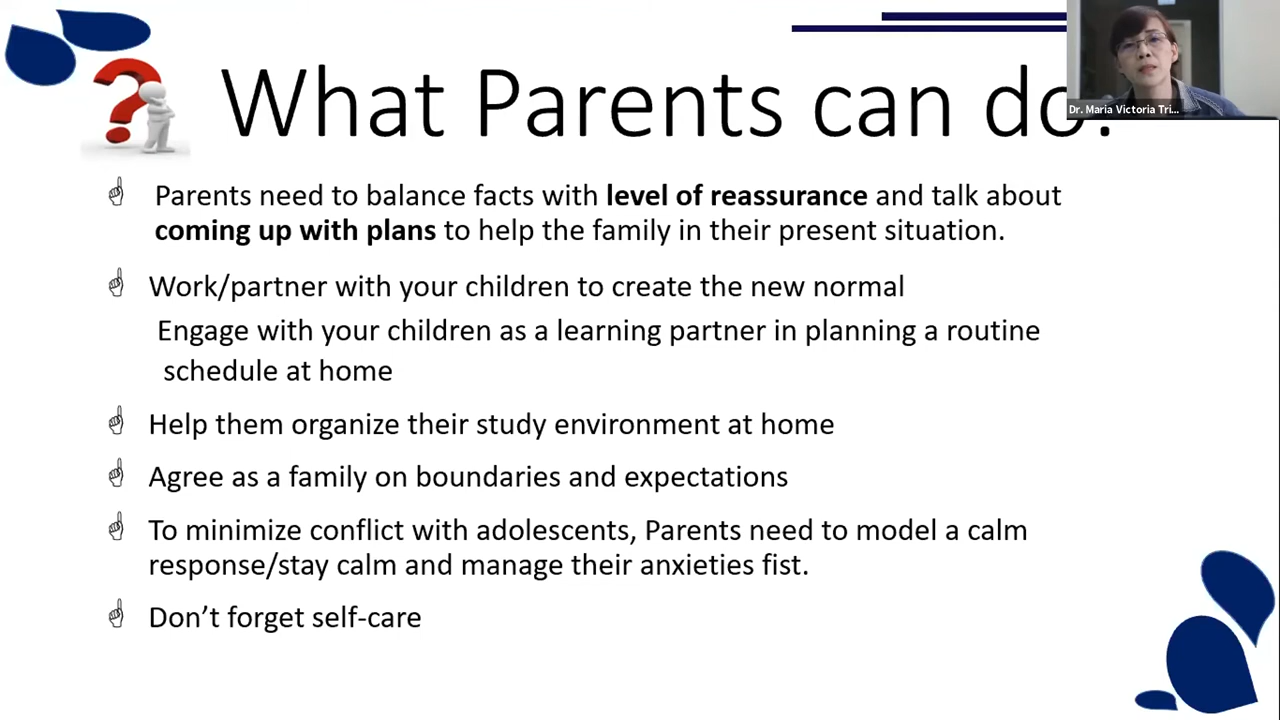 What Parents can do?
Dr. Maria Victoria Tri...
Parents need to balance facts with level of reassurance and talk about
coming up with plans to help the family in their present situation.
Work/partner with your children to create the new normal
Engage with your children as a learning partner in planning a routine
schedule at home
Help them organize their study environment at home
Agree as a family on boundaries and expectations
To minimize conflict with adolescents, Parents need to model a calm
response/stay calm and manage their anxieties fist.
Don’t forget self-care